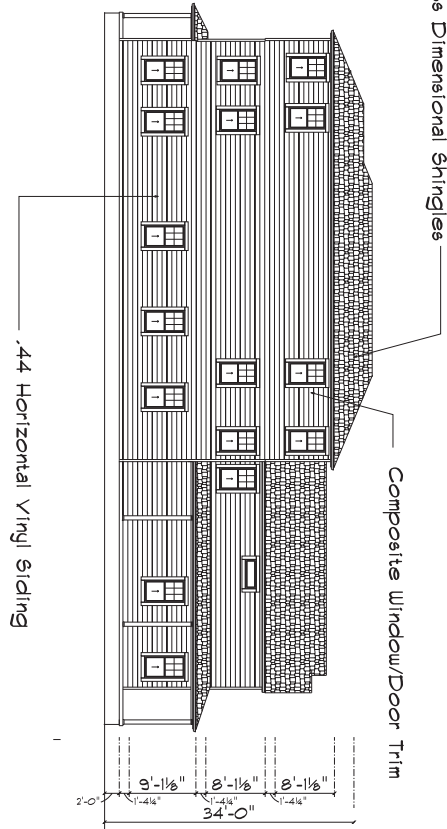 Dimensional Shingles
Composite Window/Door Trim
.44 Horizontal Vinyl Siding
8'-1⅛"
1'-4¼"
8'-1⅛"
1'-4¼"
9'-1⅛"
1'-4¼"
2'-0"
34'-0"